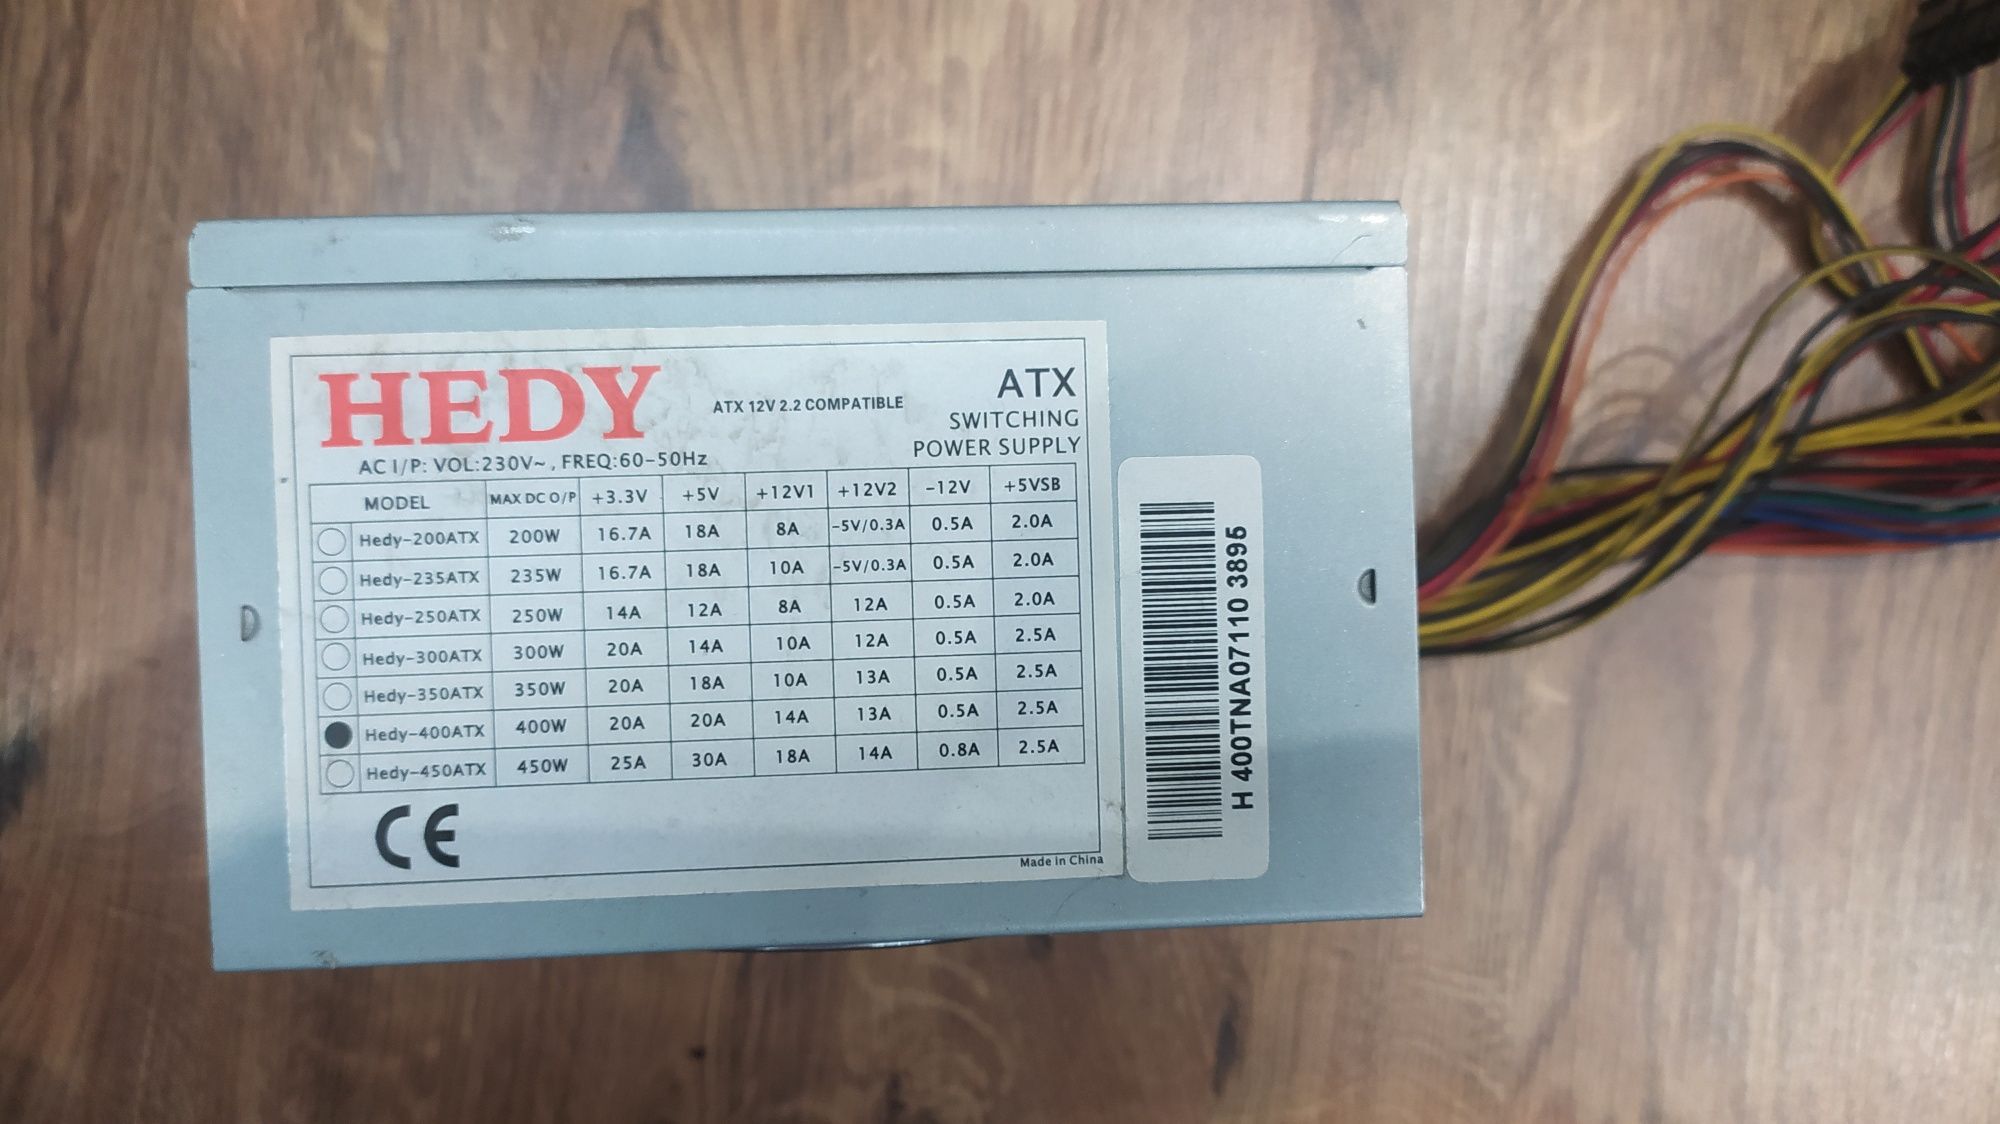 HEDY
ATX 12V 2.2 COMPATIBLE
ATX
SWITCHING
POWER SUPPLY
AC I/P: VOL:230V~, FREQ:60-50Hz
MODEL MAX DC O/P +3.3V +5V +12V1 +12V2 -12V +5VSB
Hedy-200ATX 200W 16.7A 18A 8A -5V/0.3A 0.5A 2.0A
Hedy-235ATX 235W 16.7A 18A 10A -5V/0.3A 0.5A 2.0A
Hedy-250ATX 250W 14A 12A 8A 12A 0.5A 2.0A
Hedy-300ATX 300W 20A 14A 10A 12A 0.5A 2.5A
Hedy-350ATX 350W 20A 18A 10A 13A 0.5A 2.5A
Hedy-400ATX 400W 20A 20A 14A 13A 0.5A 2.5A
Hedy-450ATX 450W 25A 30A 18A 14A 0.8A 2.5A
CE
Made in China
H 400TNA07110 3895